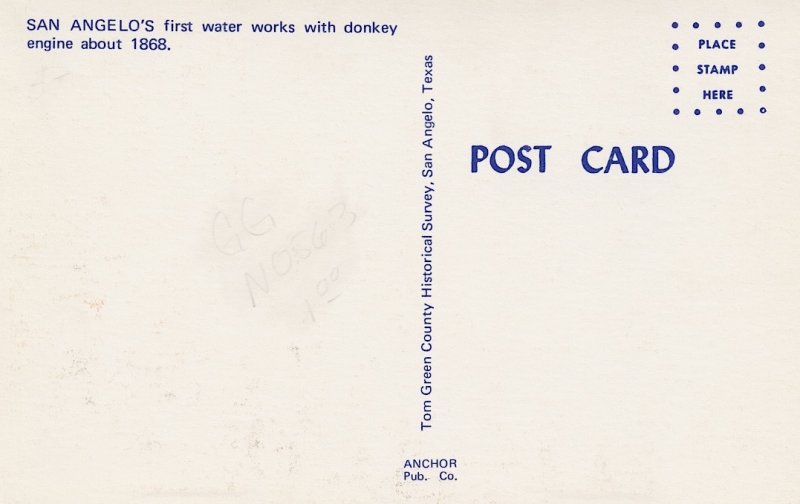 SAN ANGELO'S first water works with donkey
engine about 1868.
GG
NO563
1.00
Tom Green County Historical Survey, San Angelo, Texas
ANCHOR
Pub. Co.
PLACE
STAMP
HERE
POST CARD